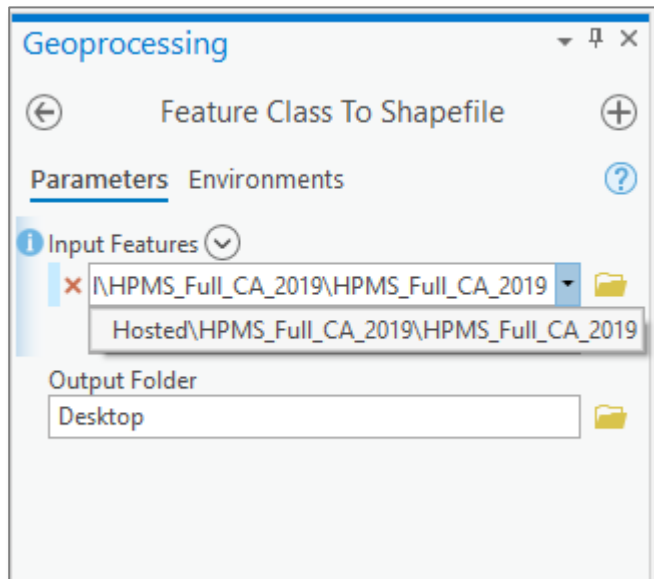 Geoprocessing
Feature Class To Shapefile
Parameters Environments
Input Features
\HPMS_Full_CA_2019\HPMS_Full_CA_2019
Hosted\HPMS_Full_CA_2019\HPMS_Full_CA_2019
Output Folder
Desktop